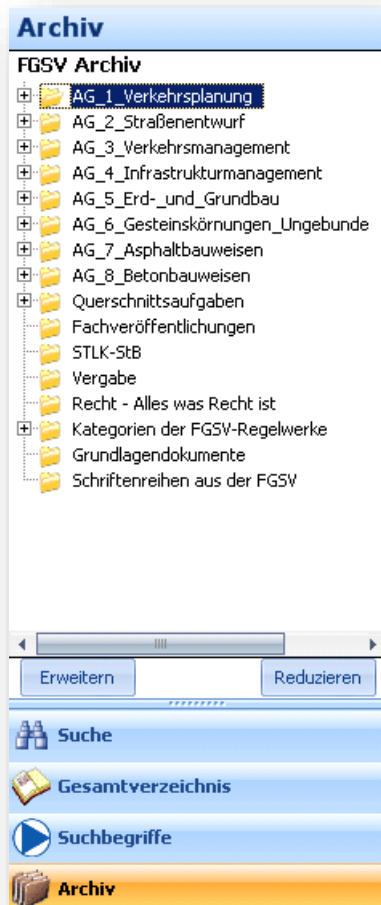 Archiv
FGSV Archiv
AG_1_Verkehrsplanung
AG_2_Straßenentwurf
AG_3_Verkehrsmanagement
AG_4_Infrastrukturmanagement
AG_5_Erd-_und_Grundbau
AG_6_Gesteinskörnungen_Ungebunde
AG_7_Asphaltbauweisen
AG_8_Betonbauweisen
Querschnittsaufgaben
Fachveröffentlichungen
STLK-StB
Vergabe
Recht - Alles was Recht ist
Kategorien der FGSV-Regelwerke
Grundlagendokumente
Schriftenreihen aus der FGSV
Erweitern Reduzieren
Suche
Gesamtverzeichnis
Suchbegriffe
Archiv